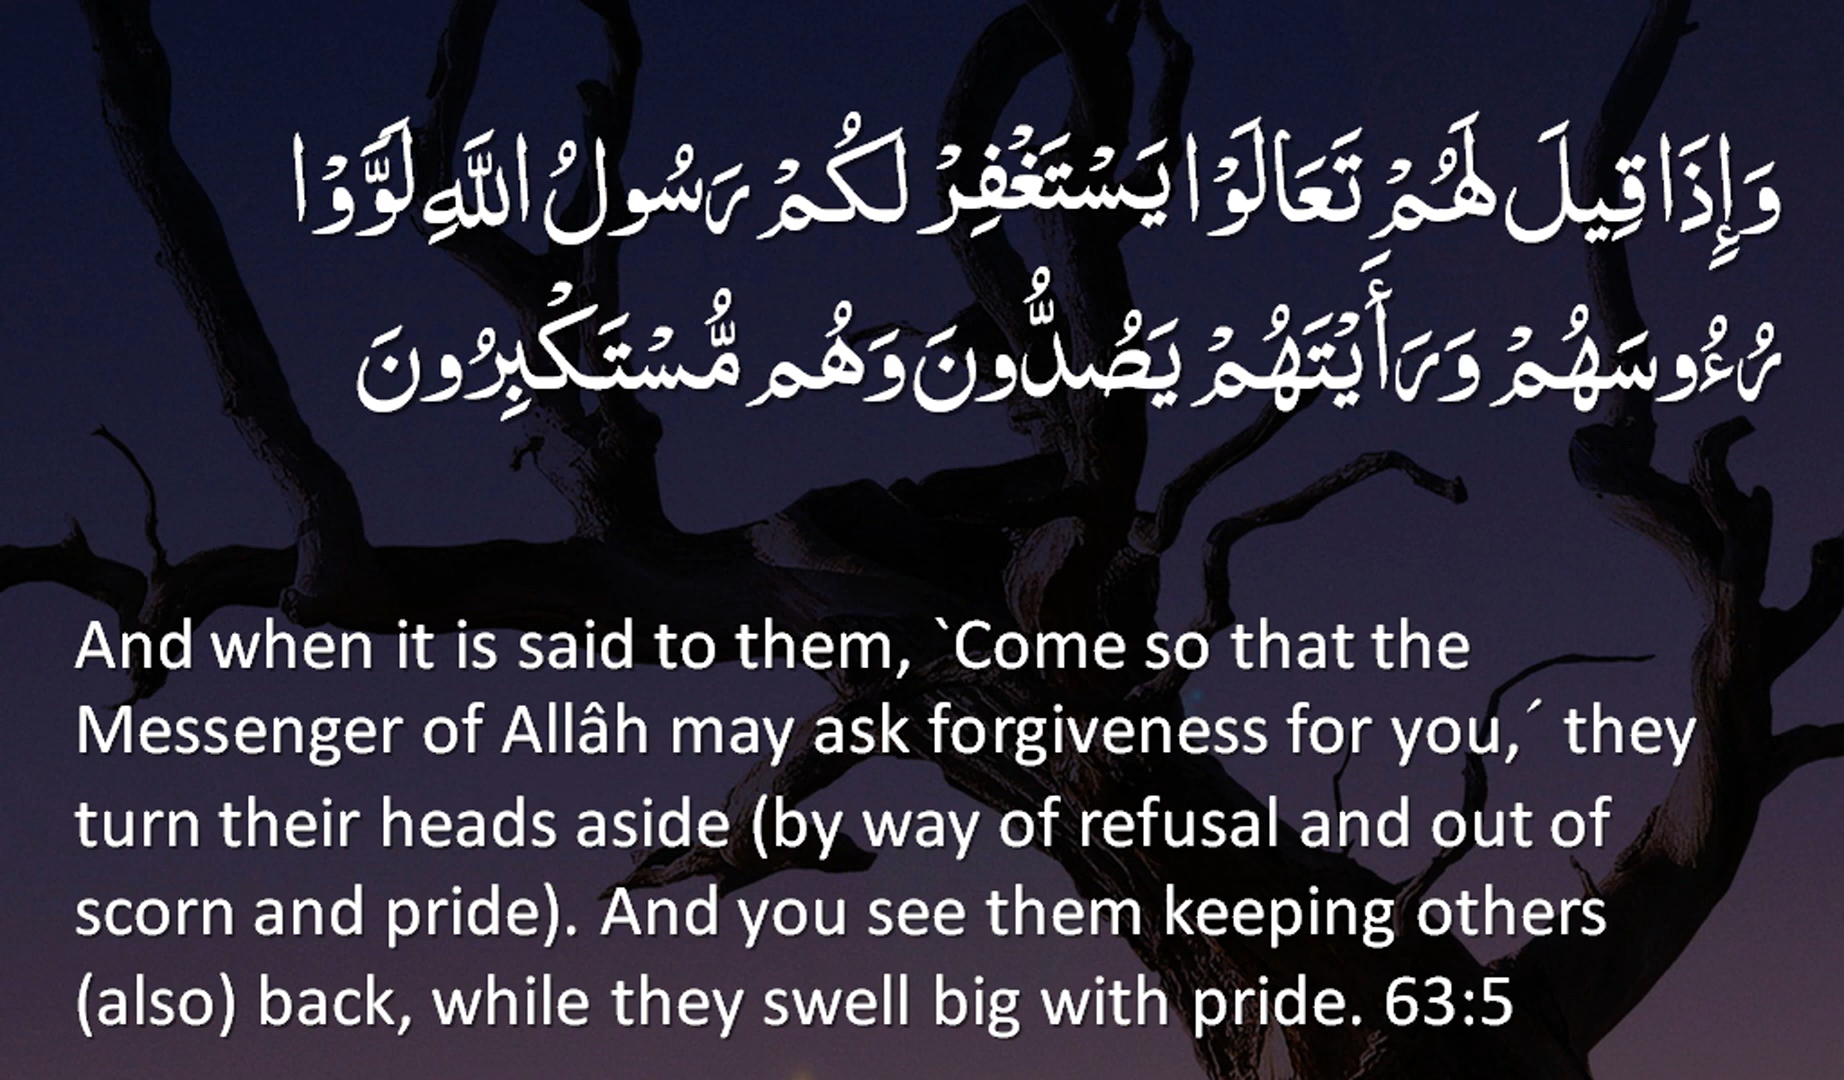 وَإِذَا قِيلَ لَهُمْ تَعَالَوْا يَسْتَغْفِرْ لَكُمْ رَسُولُ اللَّهِ لَوَّوْا
رُءُوسَهُمْ وَرَأَيْتَهُمْ يَصُدُّونَ وَهُم مُّسْتَكْبِرُونَ
And when it is said to them, `Come so that the
Messenger of Allâh may ask forgiveness for you,´ they
turn their heads aside (by way of refusal and out of
scorn and pride). And you see them keeping others
(also) back, while they swell big with pride. 63:5